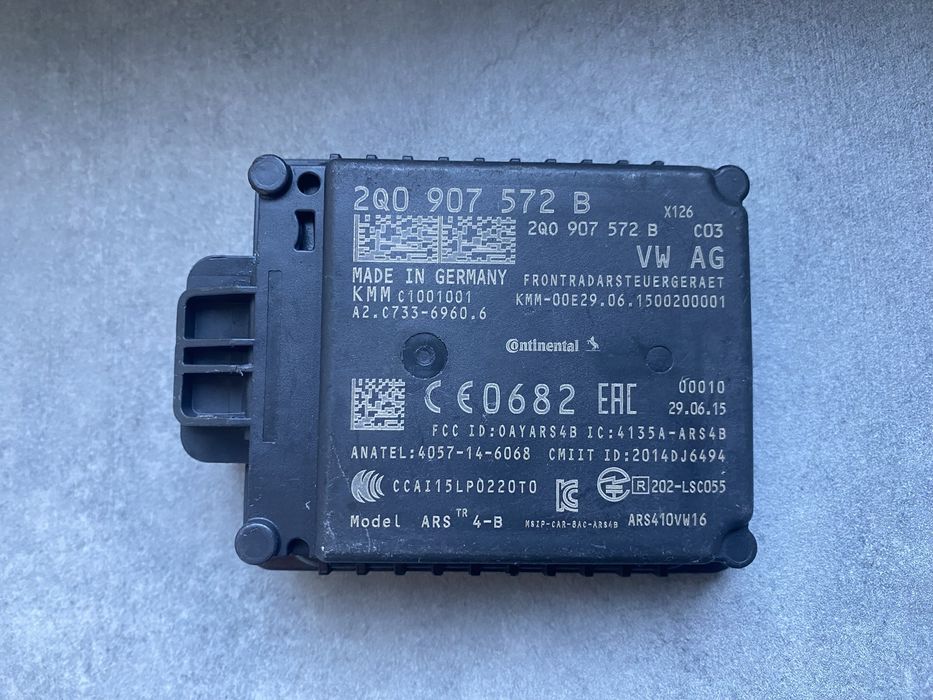 2Q0 907 572 B
X126
2Q0 907 572 B C03
VW AG
MADE IN GERMANY FRONTRADARSTEUERGERAET
KMM C1001001 KMM-00E29.06.1500200001
A2.C733-6960.6
Continental
CE0682 EAC 00010
29.06.15
FCC ID:OAYARS4B IC:4135A-ARS4B
ANATEL:4057-14-6068 CMIIT ID:2014DJ6494
CCAI15LP0220T0 R 202-LSC055
Model ARS TR 4-B MSIP-CAR-8AC-ARS4B ARS410VW16